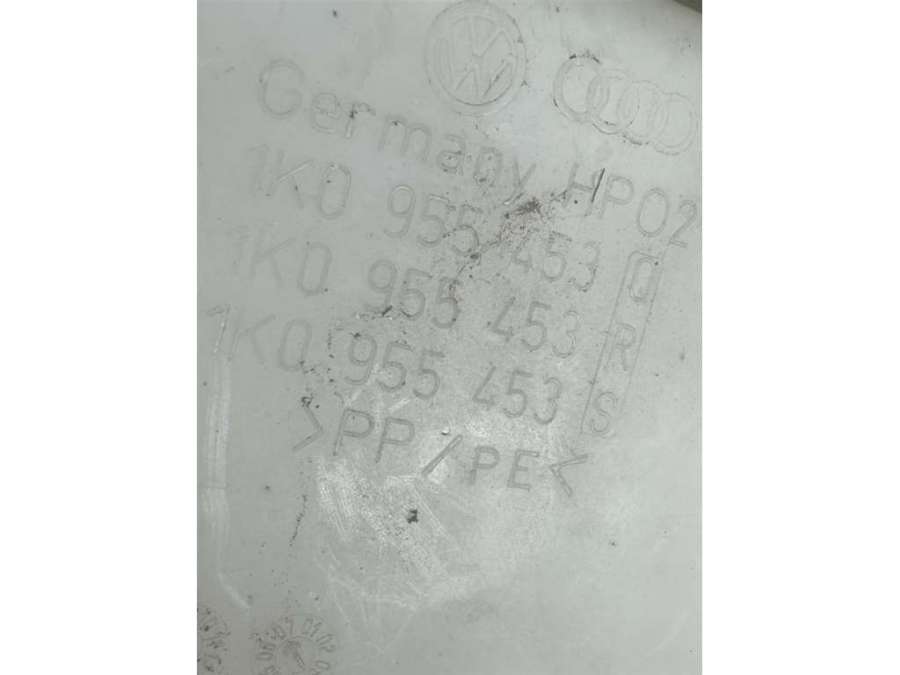 Germany HP02
1K0 955 453 Q
1K0 955 453 R
1K0 955 453 S
>PP/PE<